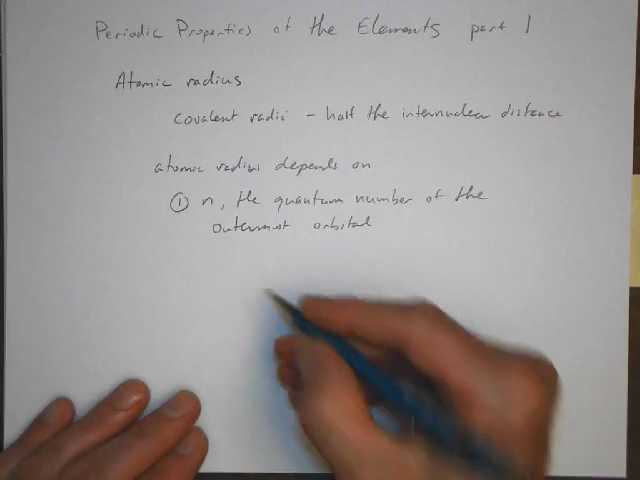 Periodic Properties of the Elements part 1
Atomic radius
covalent radii - half the internuclear distance
atomic radius depends on
① n, the quantum number of the
outermost orbital